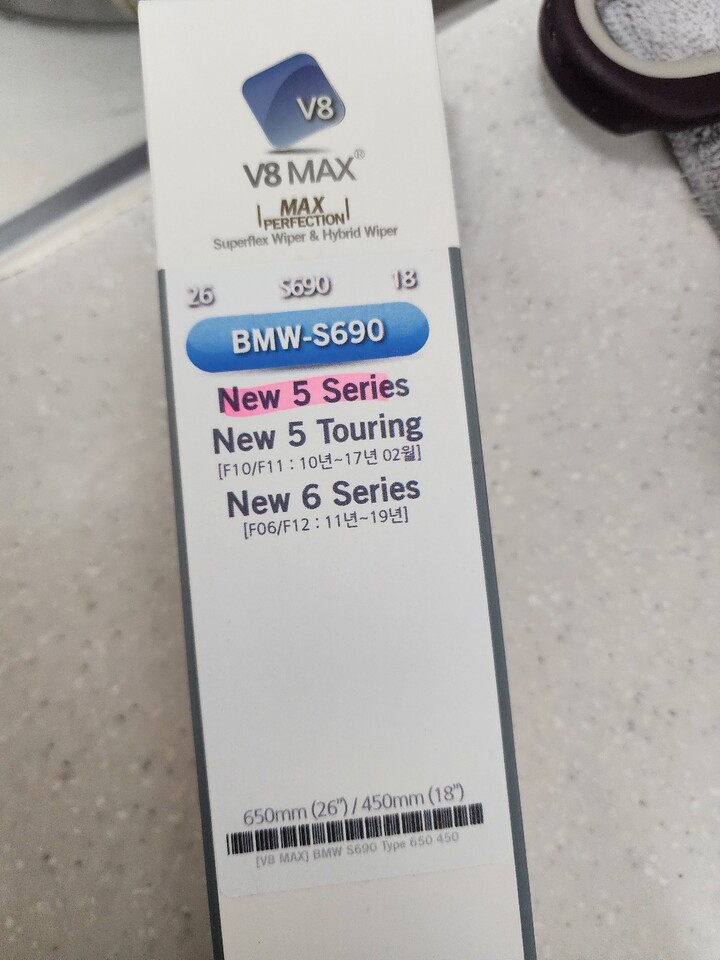 V8
V8 MAX®
MAX
PERFECTION
Superflex Wiper & Hybrid Wiper
26 S690 18
BMW-S690
New 5 Series
New 5 Touring
[F10/F11 : 10년~17년 02월]
New 6 Series
[F06/F12 : 11년~19년]
650mm (26") / 450mm (18")
[V8 MAX] BMW S690 Type 650 450